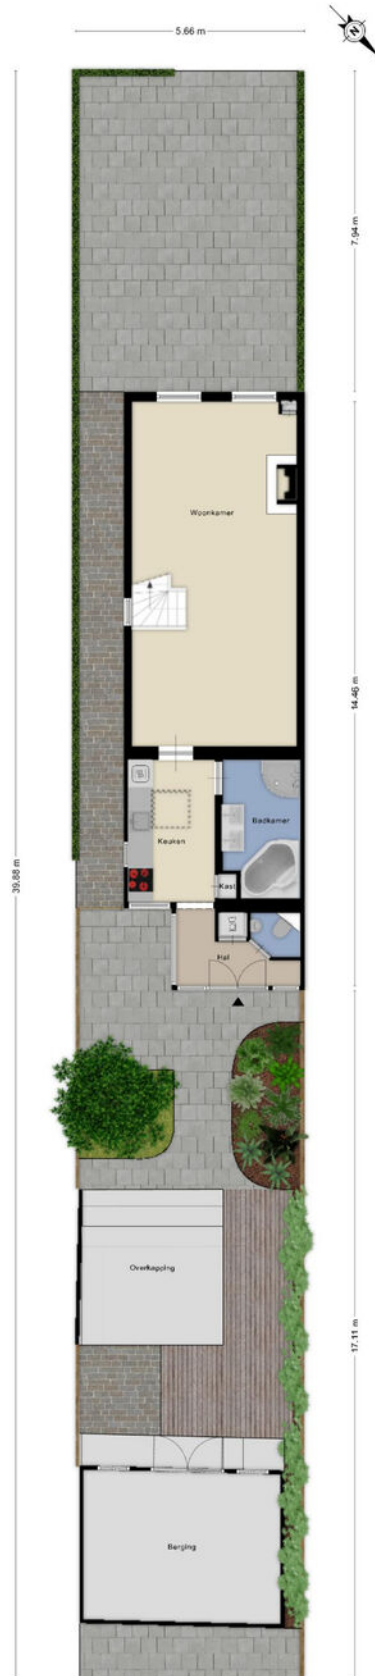 5.66 m
N
7.94 m
Woonkamer
14.46 m
Badkamer
Keuken
39.88 m
Kast
Hal
Overkapping
17.11 m
Berging